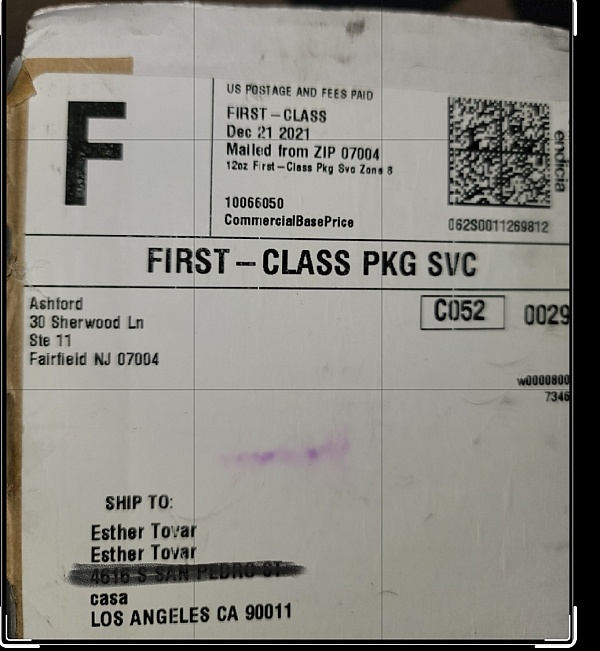 F
US POSTAGE AND FEES PAID
FIRST-CLASS
Dec 21 2021
Mailed from ZIP 07004
12oz First-Class Pkg Svc Zone 8
10066050
CommercialBasePrice
endicia
062S0011269812
FIRST-CLASS PKG SVC
Ashford
30 Sherwood Ln
Ste 11
Fairfield NJ 07004
C052
0029
w0000800
7346
SHIP TO:
Esther Tovar
Esther Tovar
casa
LOS ANGELES CA 90011